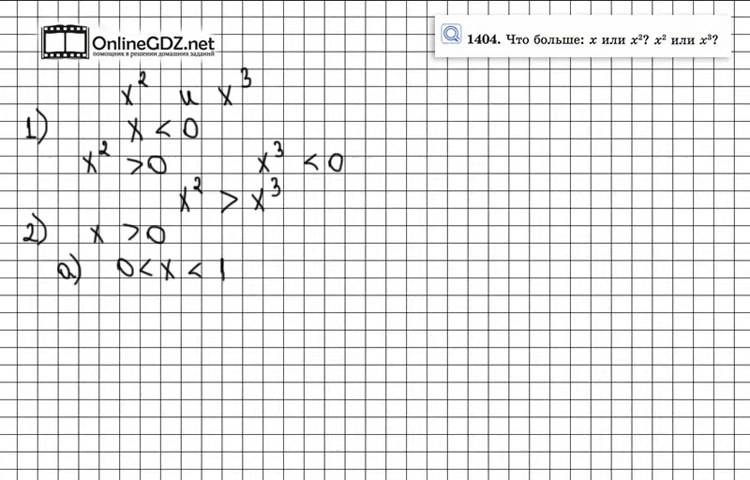 OnlineGDZ.net
помощник в решении домашних заданий
1404. Что больше: x или x²? x² или x³?
x² и x³
1) x < 0
x² > 0 x³ < 0
x² > x³
2) x > 0
а) 0 < x < 1